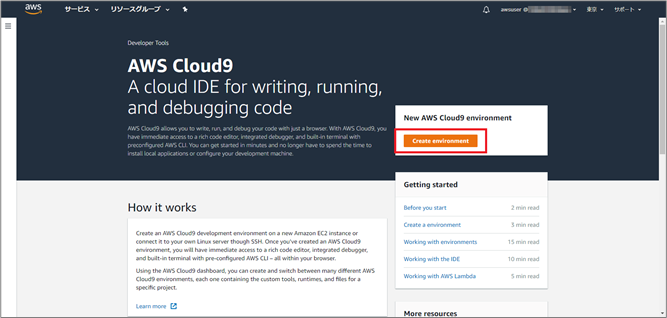 aws
サービス
リソースグループ
awsuser @
東京
サポート
Developer Tools
AWS Cloud9
A cloud IDE for writing, running,
and debugging code
AWS Cloud9 allows you to write, run, and debug your code with just a browser. With AWS Cloud9, you
have immediate access to a rich code editor, integrated debugger, and built-in terminal with
preconfigured AWS CLI. You can get started in minutes and no longer have to spend the time to
install local applications or configure your development machine.
New AWS Cloud9 environment
Create environment
Getting started
Before you start 2 min read
Create a environment 3 min read
Working with environments 15 min read
Working with the IDE 10 min read
Working with AWS Lambda 5 min read
How it works
Create an AWS Cloud9 development environment on a new Amazon EC2 instance or
connect it to your own Linux server though SSH. Once you've created an AWS Cloud9
environment, you will have immediate access to a rich code editor, integrated debugger,
and built-in terminal with pre-configured AWS CLI – all within your browser.
Using the AWS Cloud9 dashboard, you can create and switch between many different AWS
Cloud9 environments, each one containing the custom tools, runtimes, and files for a
specific project.
Learn more
More resources